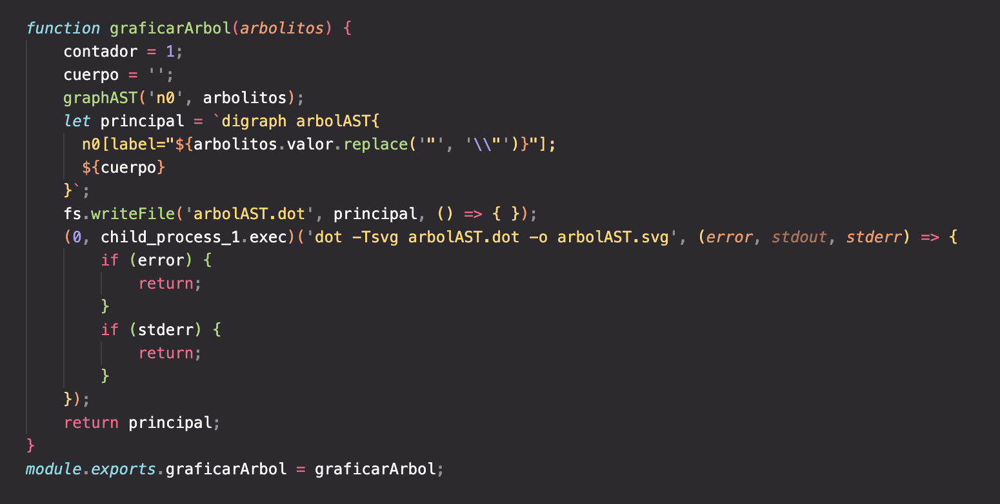 function graficarArbol(arbolitos) {
    contador = 1;
    cuerpo = '';
    graphAST('n0', arbolitos);
    let principal = `digraph arbolAST{
      n0[label="${arbolitos.valor.replace('"', '\\"')}"];
      ${cuerpo}
    }`;
    fs.writeFile('arbolAST.dot', principal, () => { });
    (0, child_process_1.exec)('dot -Tsvg arbolAST.dot -o arbolAST.svg', (error, stdout, stderr) => {
        if (error) {
            return;
        }
        if (stderr) {
            return;
        }
    });
    return principal;
}
module.exports.graficarArbol = graficarArbol;